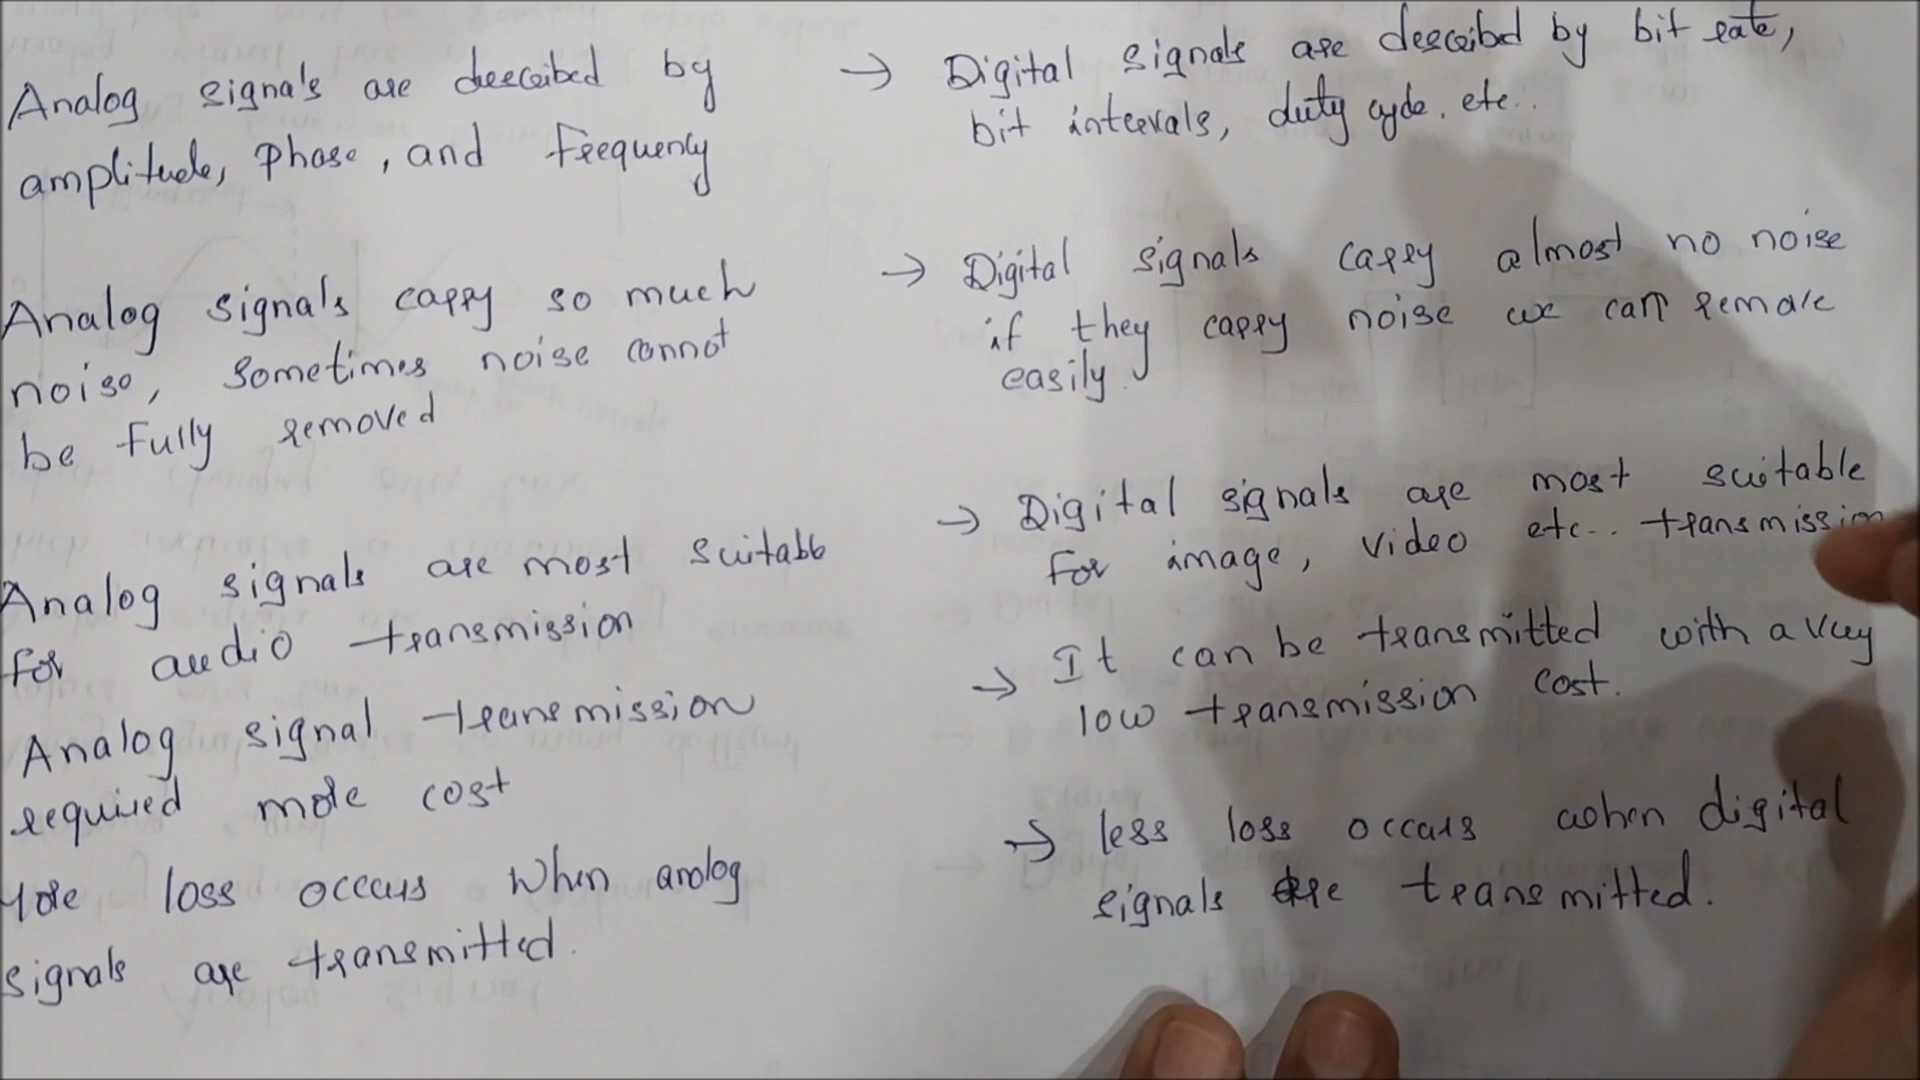 Analog signals are described by
amplitude, Phase, and Frequency
Analog signals carry so much
noise, sometimes noise cannot
be fully removed
Analog signals are most suitable
for audio transmission
Analog signal transmission
required more cost
More loss occurs when analog
signals are transmitted.
→ Digital signals are described by bit rate,
bit intervals, duty cycle, etc..
→ Digital signals carry almost no noise
if they carry noise we can remove
easily.
→ Digital signals are most suitable
for image, video etc... transmission
→ It can be transmitted with a very
low transmission cost.
→ less loss occurs when digital
signals are transmitted.